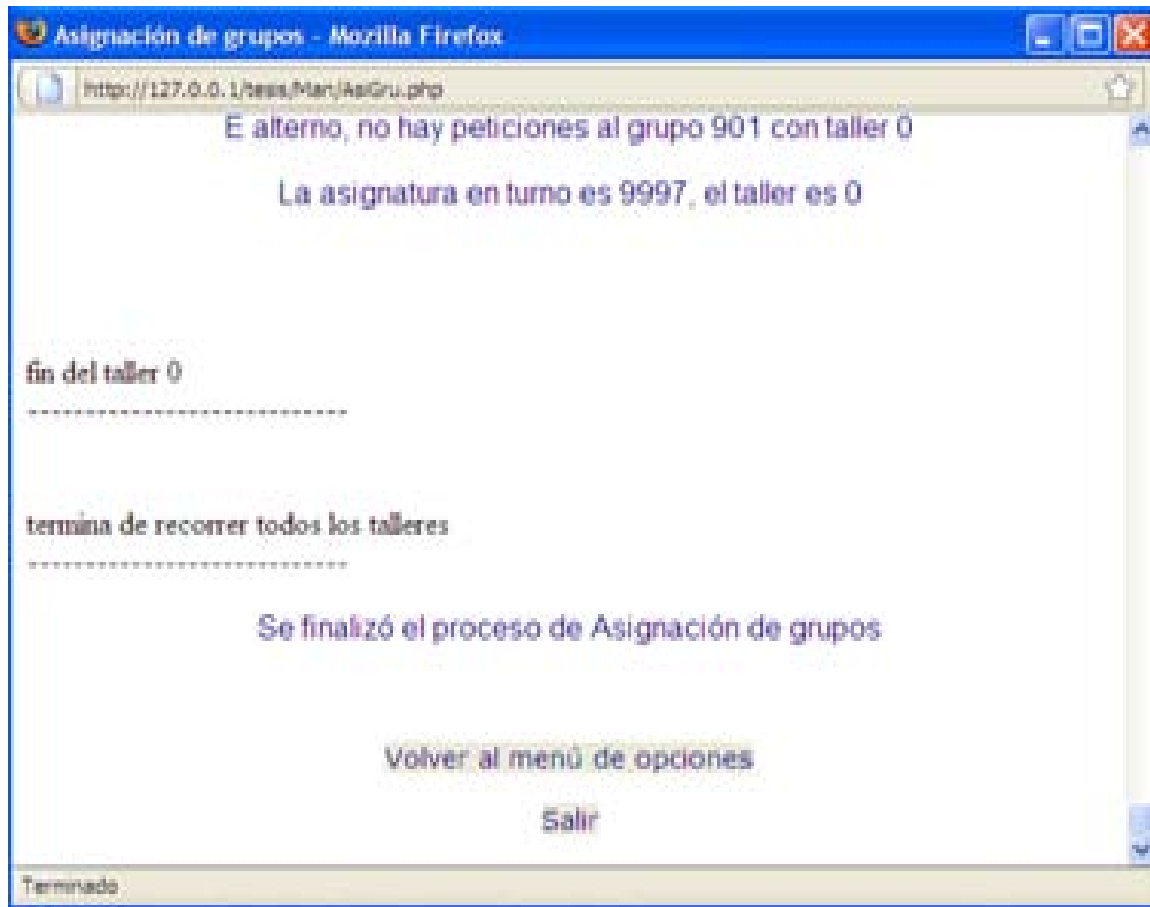 Asignación de grupos - Mozilla Firefox
http://127.0.0.1/tesis/Man/AsiGru.php
E alterno, no hay peticiones al grupo 901 con taller 0
La asignatura en turno es 9997, el taller es 0
fin del taller 0
----------------------------
termina de recorrer todos los talleres
----------------------------
Se finalizó el proceso de Asignación de grupos
Volver al menú de opciones
Salir
Terminado